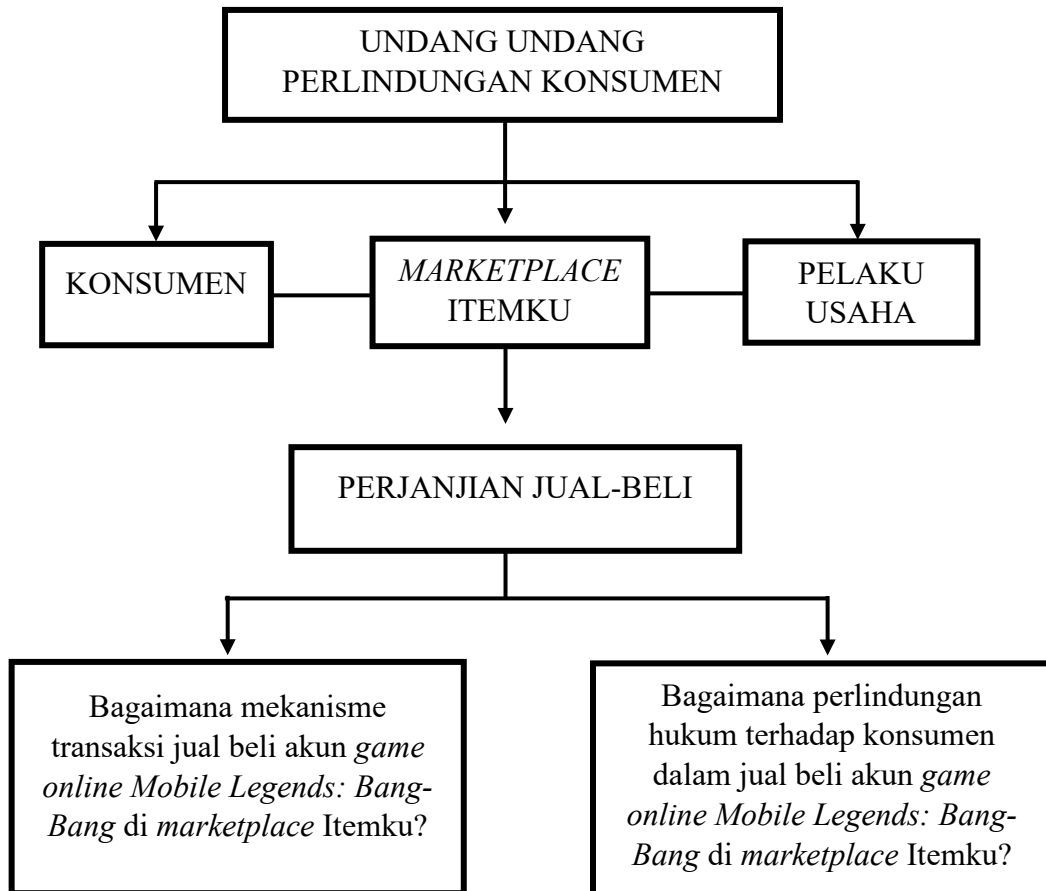 UNDANG UNDANG
PERLINDUNGAN KONSUMEN
KONSUMEN
MARKETPLACE
ITEMKU
PELAKU
USAHA
PERJANJIAN JUAL-BELI
Bagaimana mekanisme
transaksi jual beli akun game
online Mobile Legends: Bang-
Bang di marketplace Itemku?
Bagaimana perlindungan
hukum terhadap konsumen
dalam jual beli akun game
online Mobile Legends: Bang-
Bang di marketplace Itemku?